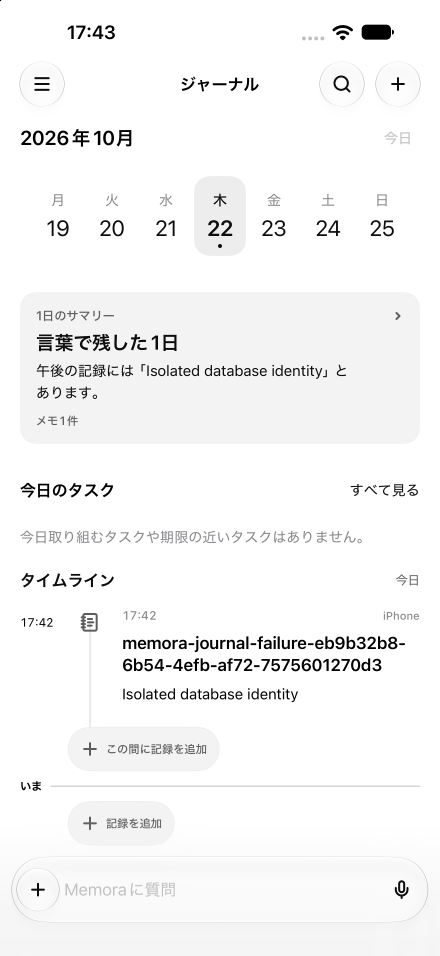 17:43
ジャーナル
2026年10月
今日
月 火 水 木 金 土 日
19 20 21 22 23 24 25
1日のサマリー
言葉で残した1日
午後の記録には「Isolated database identity」と
あります。
メモ1件
今日のタスク
すべて見る
今日取り組むタスクや期限の近いタスクはありません。
タイムライン
今日
17:42
17:42
iPhone
memora-journal-failure-eb9b32b8-
6b54-4efb-af72-7575601270d3
Isolated database identity
この間に記録を追加
いま
記録を追加
Memoraに質問